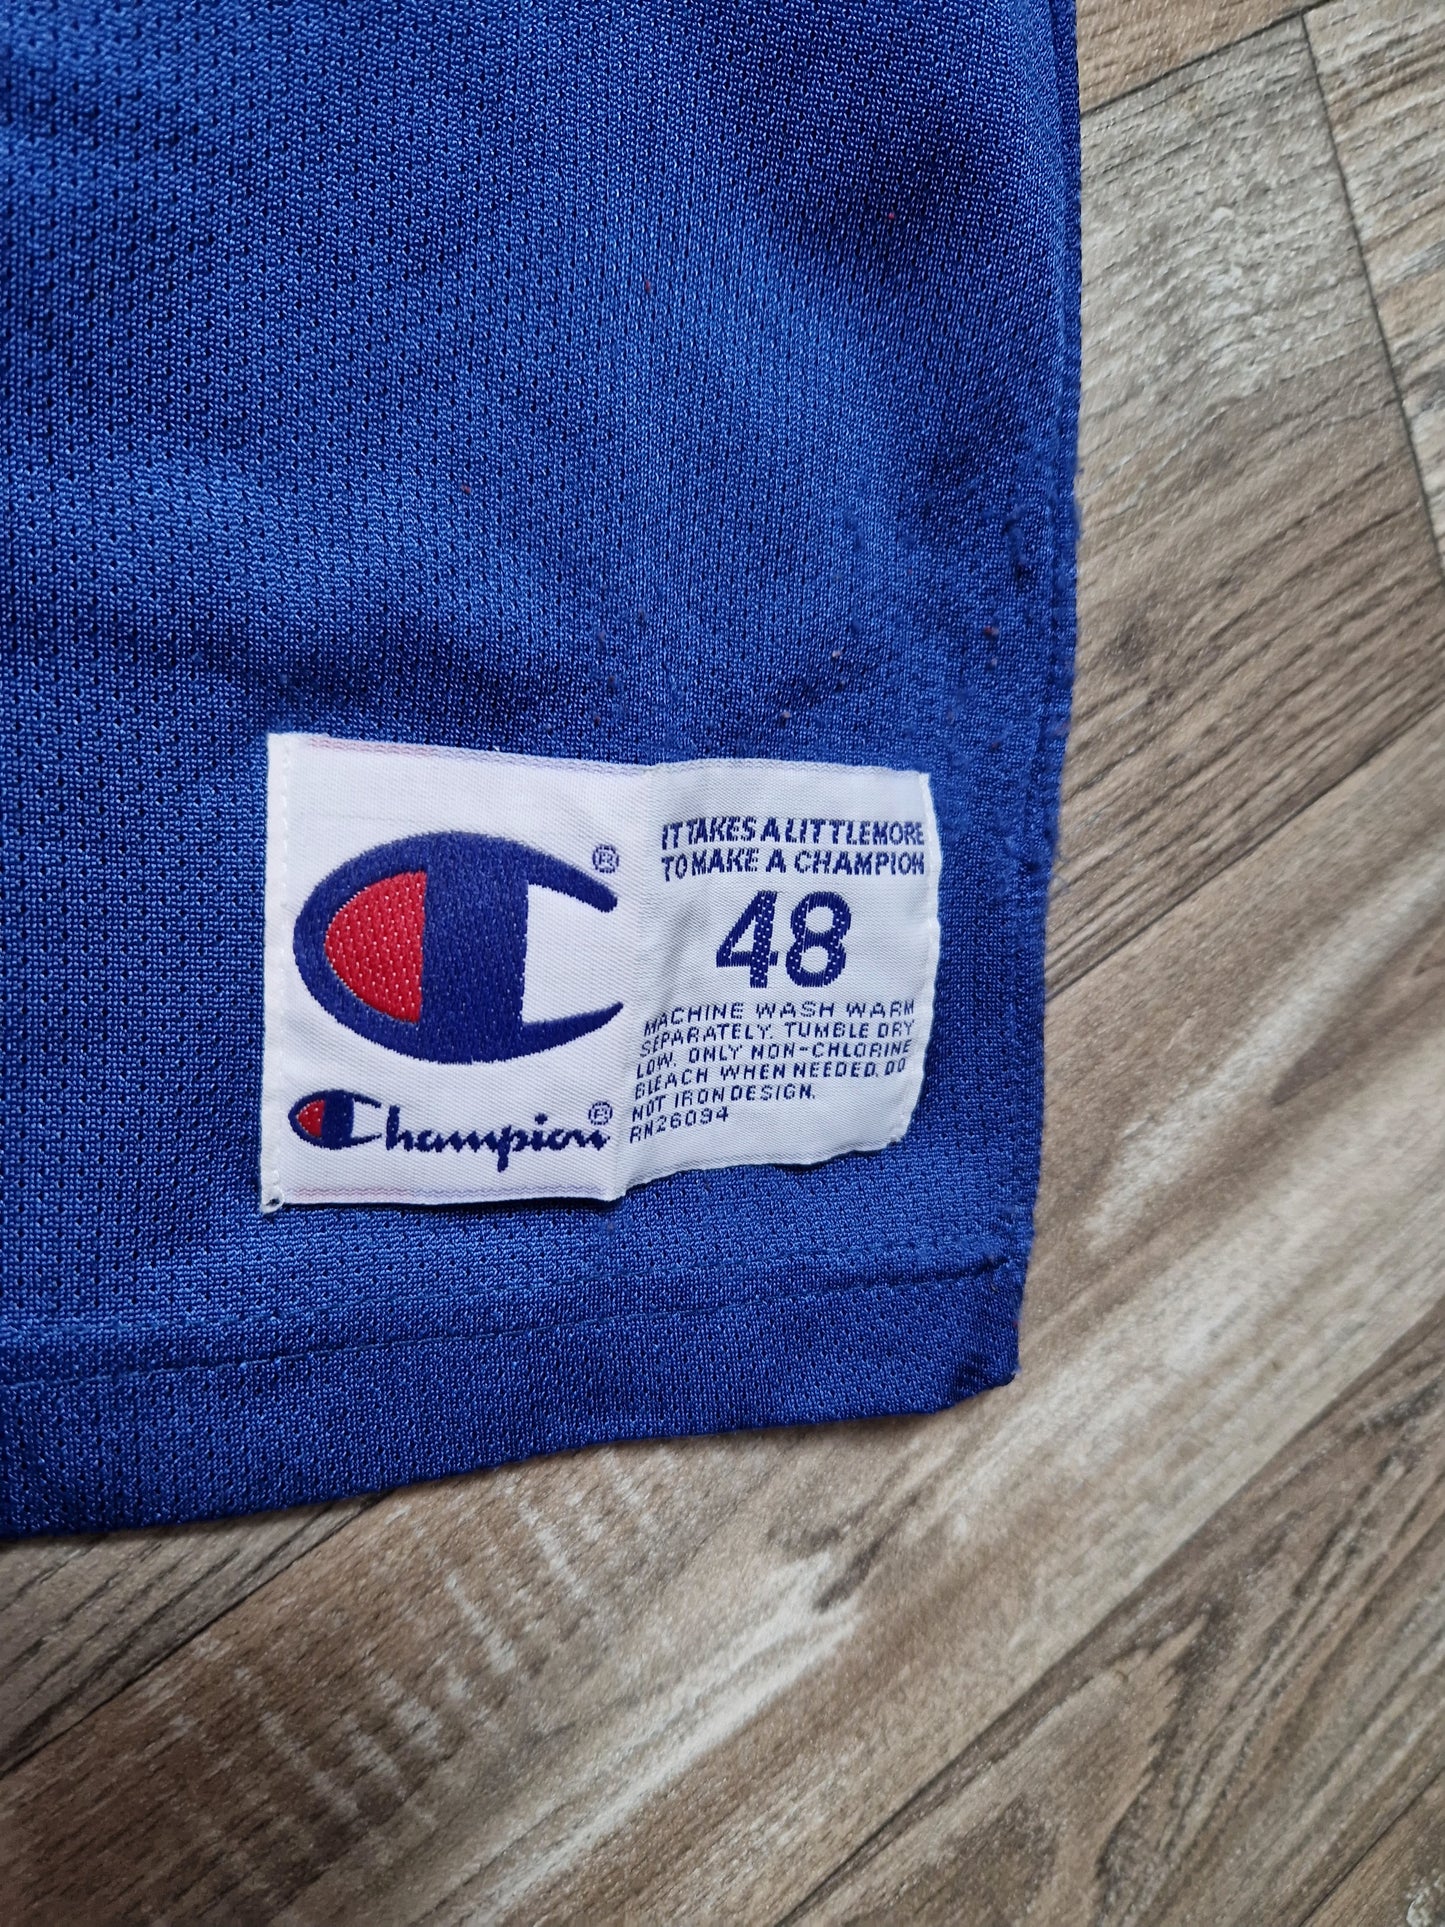 IT TAKES A LITTLE MORE
TO MAKE A CHAMPION
48
MACHINE WASH WARM
SEPARATELY. TUMBLE DRY
LOW. ONLY NON-CHLORINE
BLEACH WHEN NEEDED. DO
NOT IRON DESIGN.
RN26094
Champion®